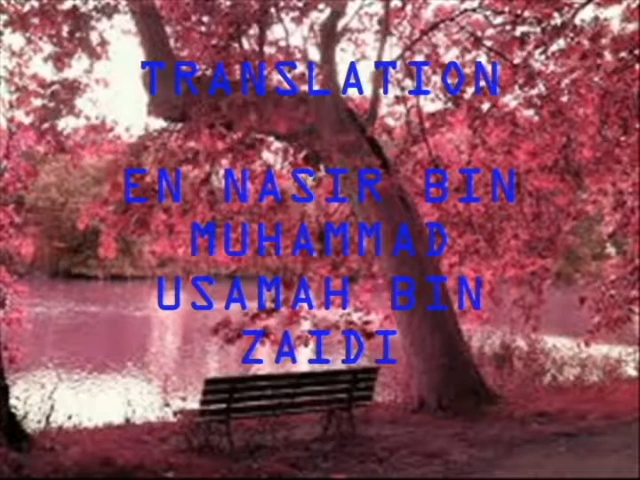 TRANSLATION
EN NASIR BIN
MUHAMMAD
USAMAH BIN
ZAIDI